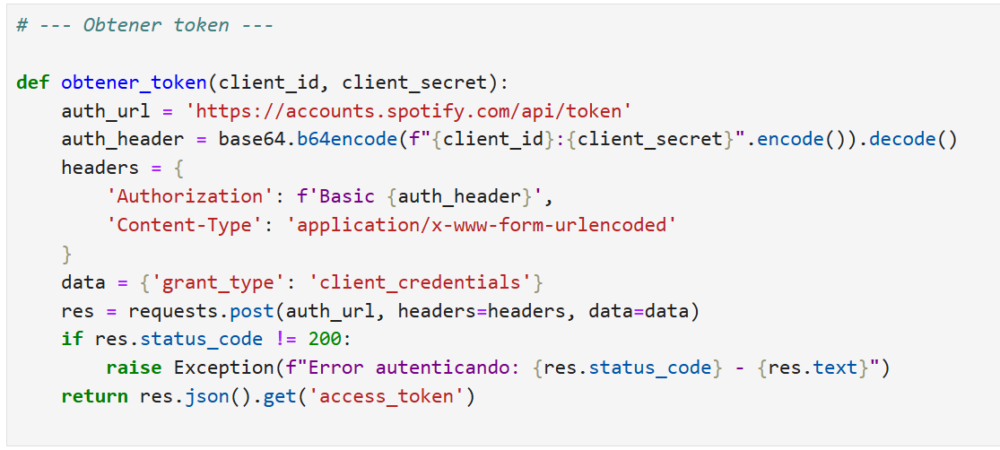 # --- Obtener token ---
def obtener_token(client_id, client_secret):
    auth_url = 'https://accounts.spotify.com/api/token'
    auth_header = base64.b64encode(f"{client_id}:{client_secret}".encode()).decode()
    headers = {
        'Authorization': f'Basic {auth_header}',
        'Content-Type': 'application/x-www-form-urlencoded'
    }
    data = {'grant_type': 'client_credentials'}
    res = requests.post(auth_url, headers=headers, data=data)
    if res.status_code != 200:
        raise Exception(f"Error autenticando: {res.status_code} - {res.text}")
    return res.json().get('access_token')